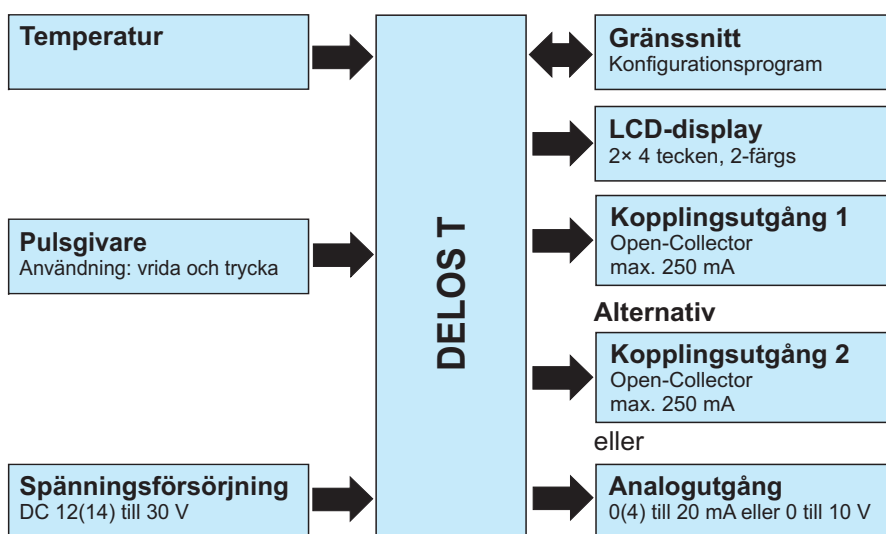 Temperatur
Pulsgivare
Användning: vrida och trycka
Spänningsförsörjning
DC 12(14) till 30 V
DELOS T
Gränssnitt
Konfigurationsprogram
LCD-display
2× 4 tecken, 2-färgs
Kopplingsutgång 1
Open-Collector
max. 250 mA
Alternativ
Kopplingsutgång 2
Open-Collector
max. 250 mA
eller
Analogutgång
0(4) till 20 mA eller 0 till 10 V